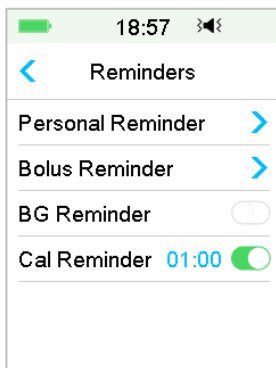 18:57
Reminders
Personal Reminder
Bolus Reminder
BG Reminder
Cal Reminder 01:00